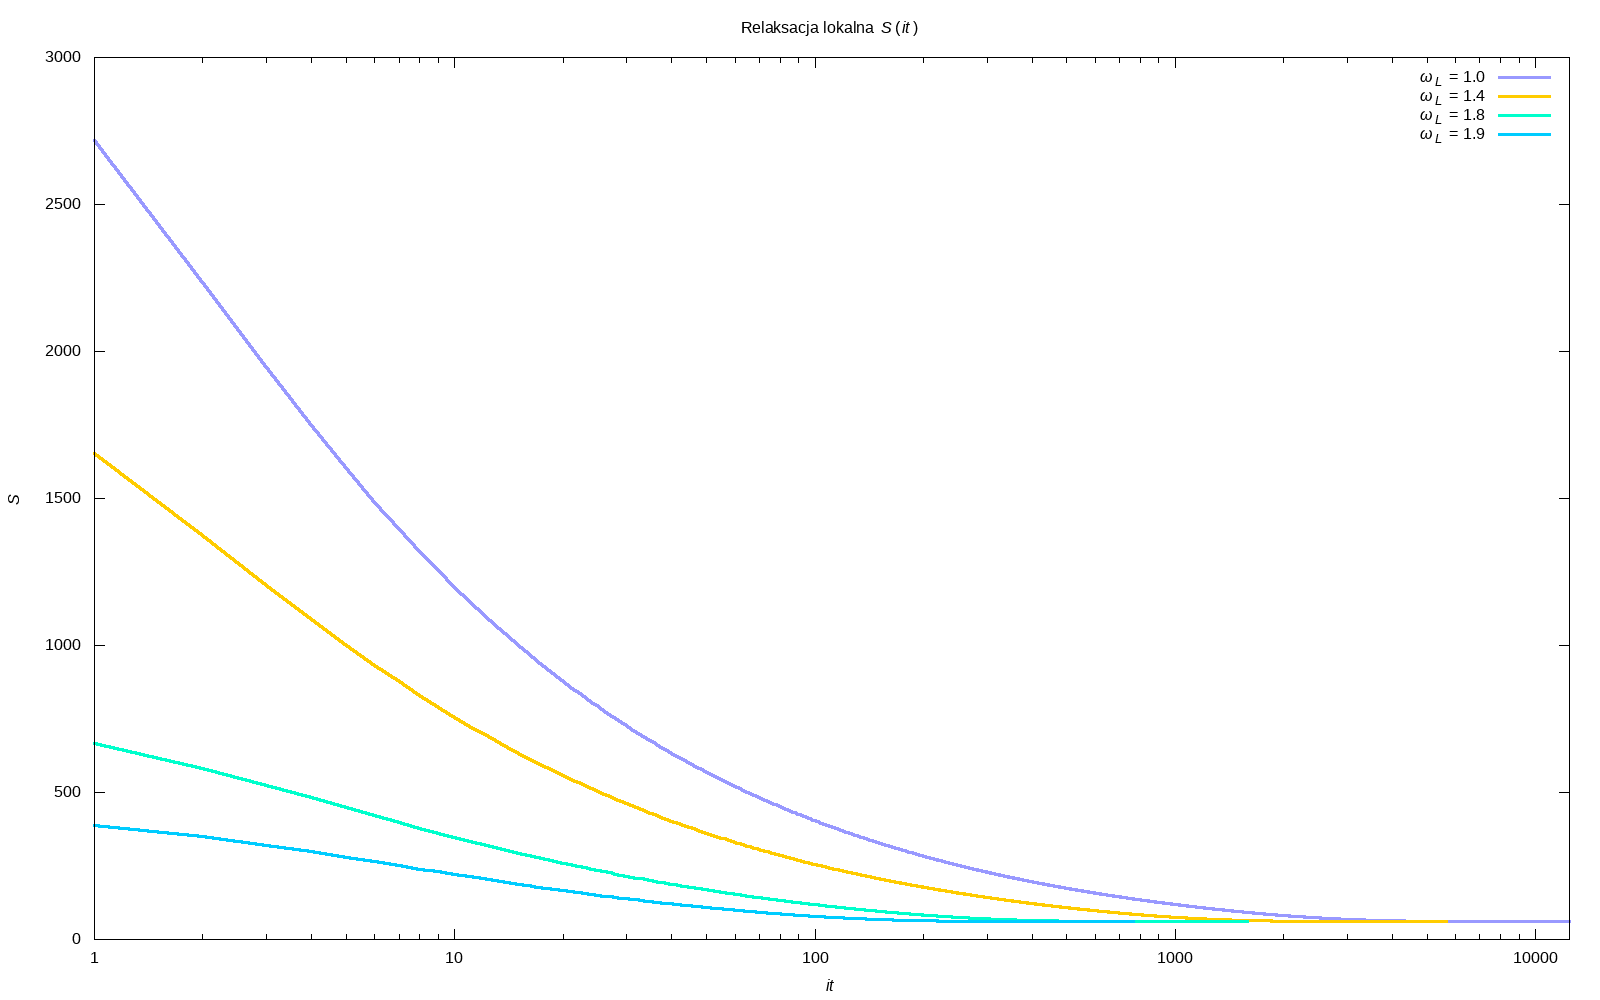 Relaksacja lokalna S (it)
3000
2500
2000
1500
1000
500
0
S
ω L = 1.0
ω L = 1.4
ω L = 1.8
ω L = 1.9
1 10 100 1000 10000
it